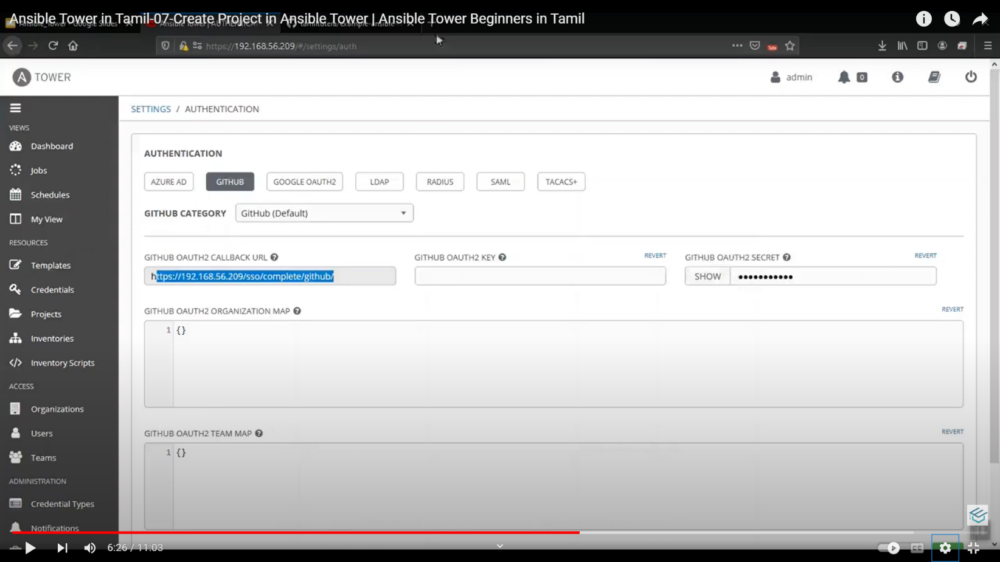 Ansible Tower in Tamil-07-Create Project in Ansible Tower | Ansible Tower Beginners in Tamil
https://192.168.56.209/#/settings/auth
TOWER
admin
0
SETTINGS / AUTHENTICATION
VIEWS
Dashboard
Jobs
Schedules
My View
RESOURCES
Templates
Credentials
Projects
Inventories
Inventory Scripts
ACCESS
Organizations
Users
Teams
ADMINISTRATION
Credential Types
Notifications
AUTHENTICATION
AZURE AD GITHUB GOOGLE OAUTH2 LDAP RADIUS SAML TACACS+
GITHUB CATEGORY GitHub (Default)
GITHUB OAUTH2 CALLBACK URL
https://192.168.56.209/sso/complete/github/
GITHUB OAUTH2 KEY REVERT
GITHUB OAUTH2 SECRET REVERT
SHOW •••••••••••
GITHUB OAUTH2 ORGANIZATION MAP REVERT
1 {}
GITHUB OAUTH2 TEAM MAP REVERT
1 {}
6:26 / 11:03